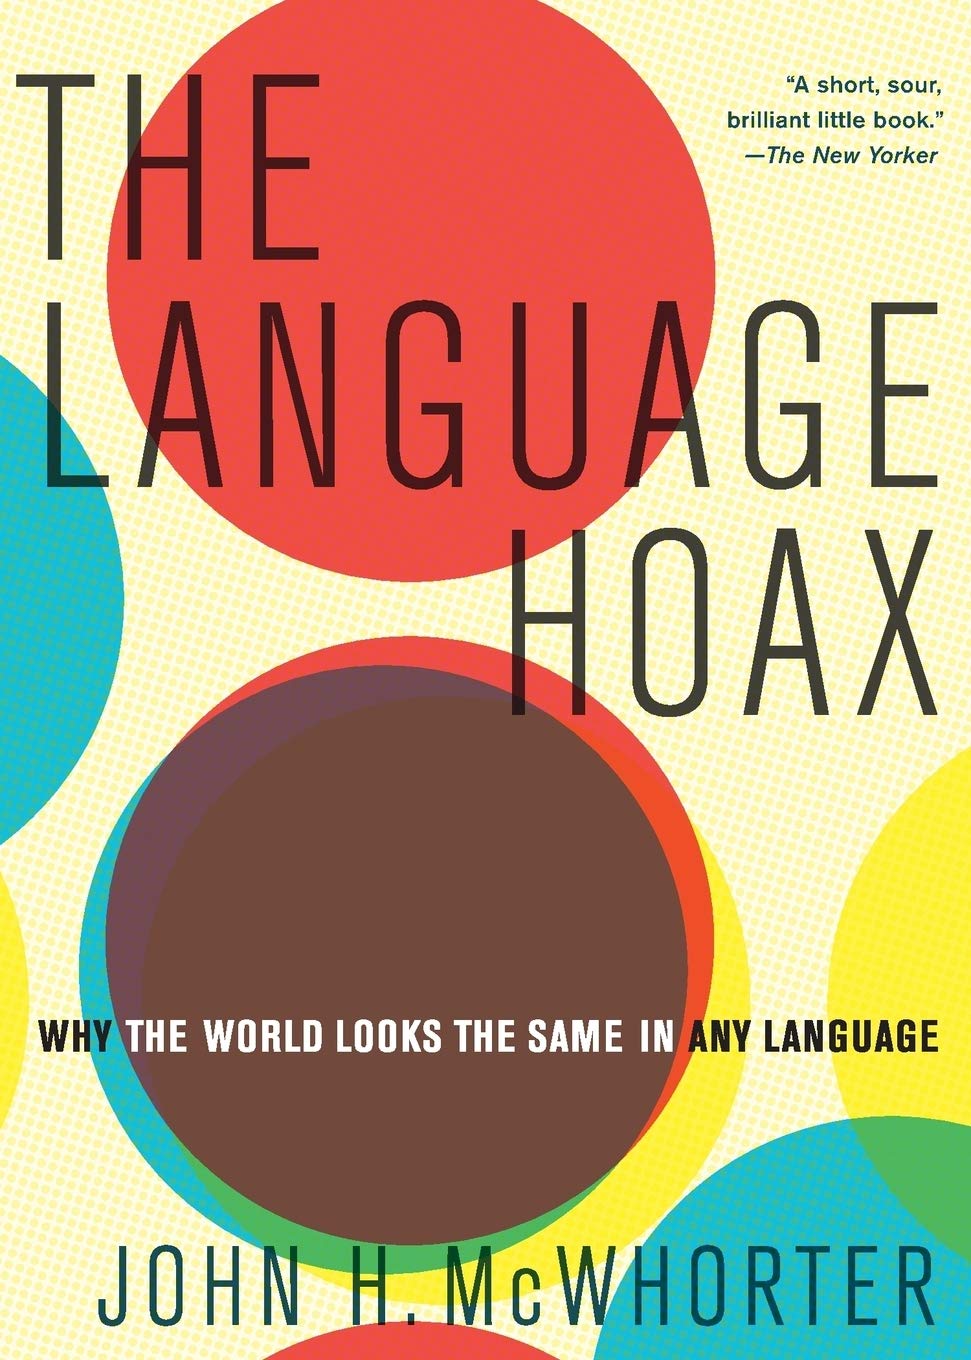 THE
LANGUAGE
HOAX
“A short, sour,
brilliant little book.”
—The New Yorker
WHY THE WORLD LOOKS THE SAME IN ANY LANGUAGE
JOHN H. McWHORTER